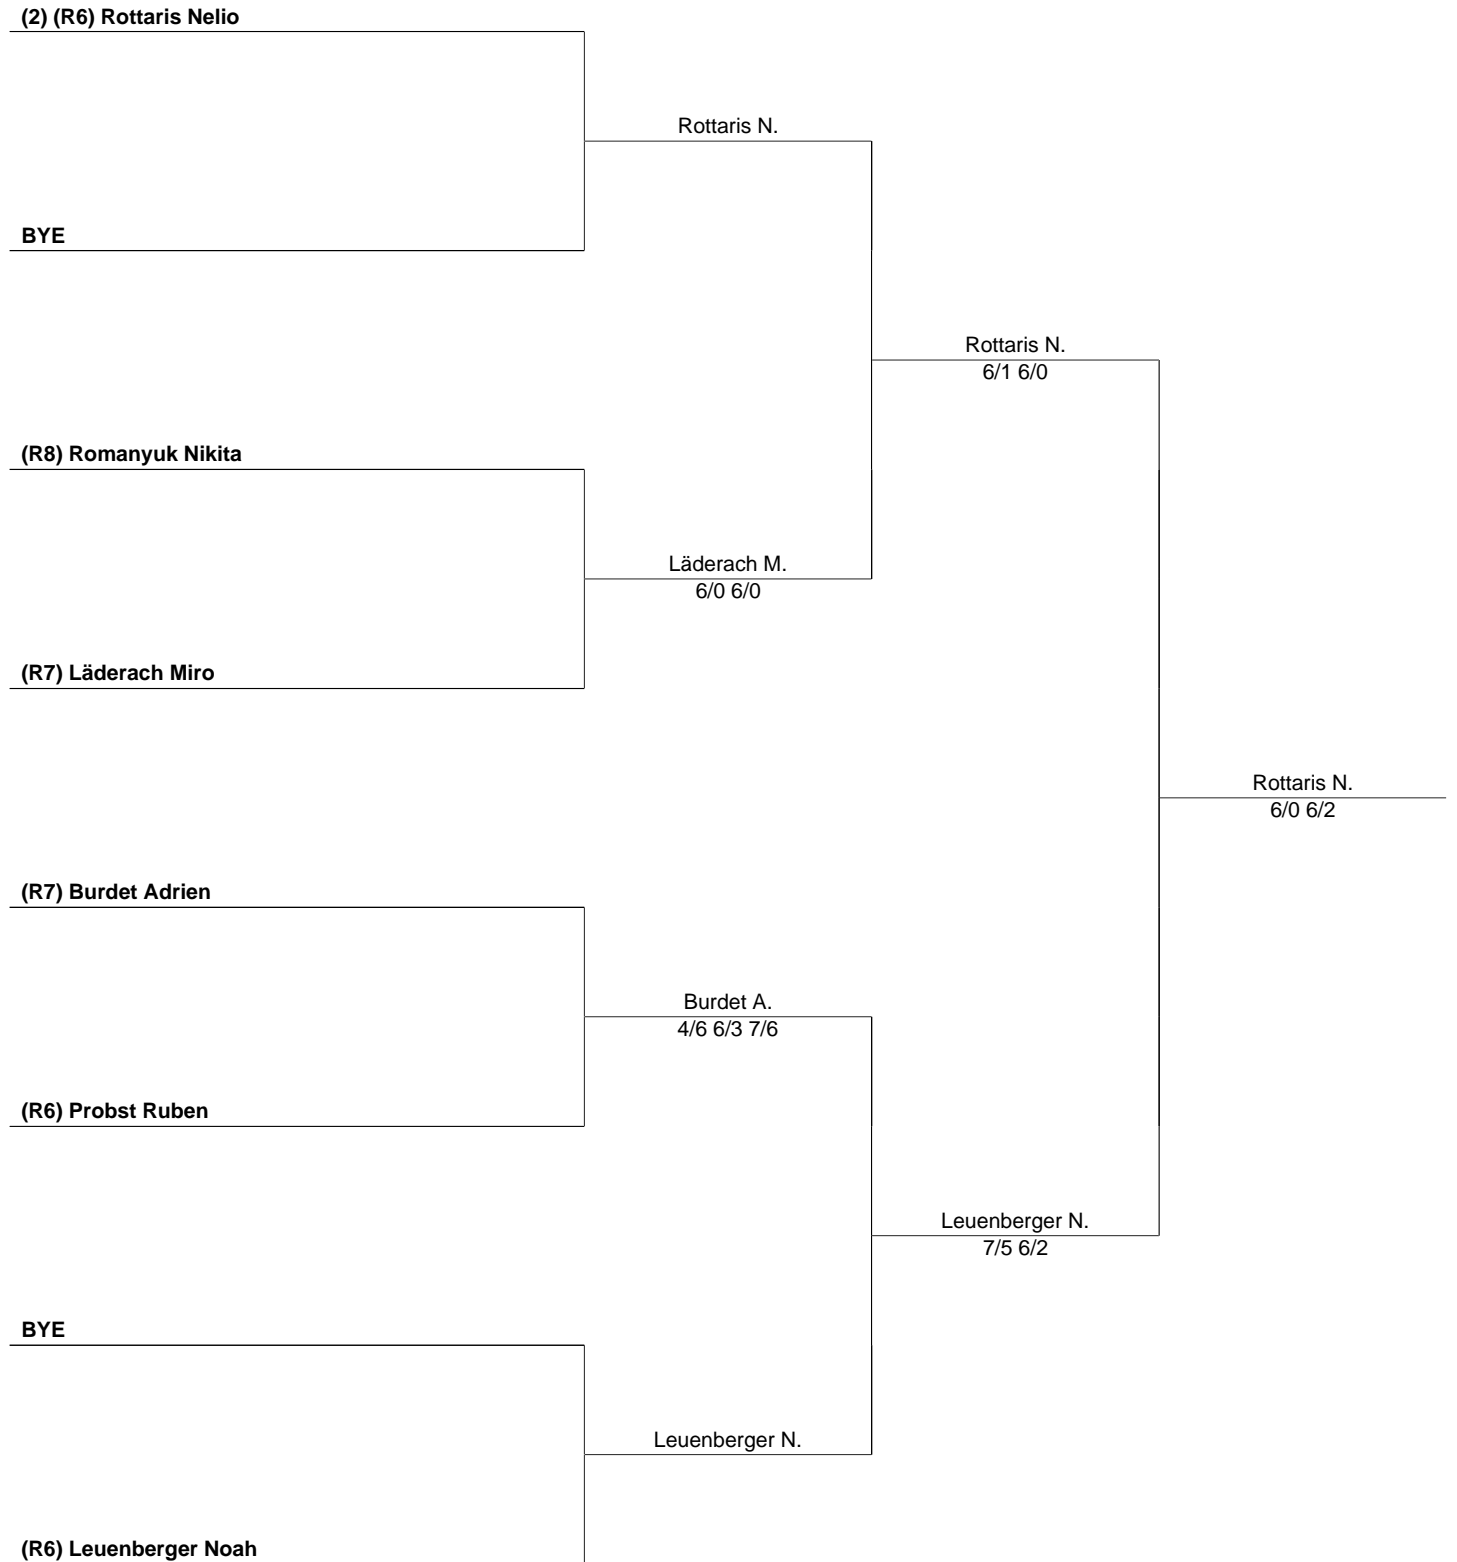 (2) (R6) Rottaris Nelio
Rottaris N.
BYE
Rottaris N.
6/1 6/0
(R8) Romanyuk Nikita
Läderach M.
6/0 6/0
(R7) Läderach Miro
Rottaris N.
6/0 6/2
(R7) Burdet Adrien
Burdet A.
4/6 6/3 7/6
(R6) Probst Ruben
Leuenberger N.
7/5 6/2
BYE
Leuenberger N.
(R6) Leuenberger Noah